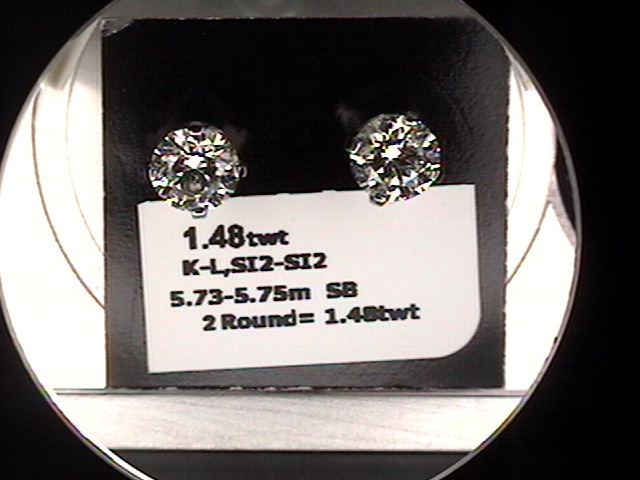 1.48twt
K-L,SI2-SI2
5.73-5.75m SB
2 Round= 1.48twt